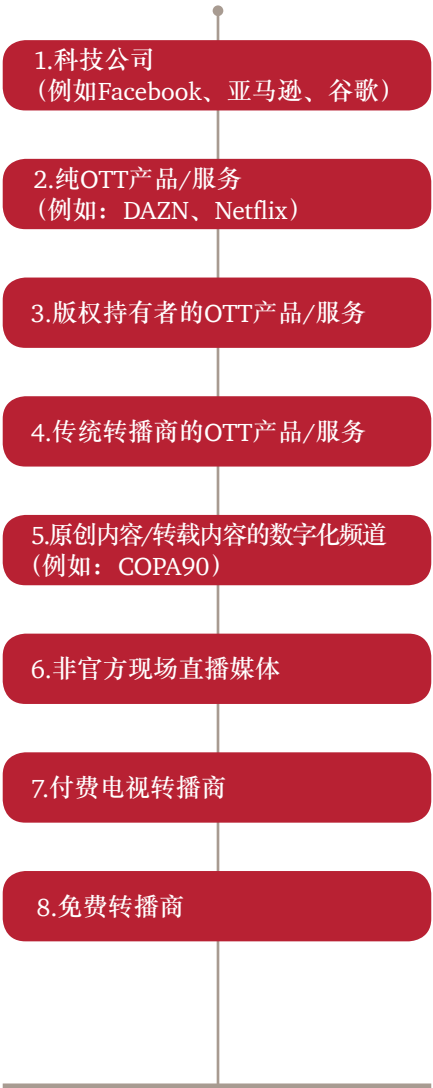 1.科技公司
（例如Facebook、亚马逊、谷歌）
2.纯OTT产品/服务
（例如：DAZN、Netflix）
3.版权持有者的OTT产品/服务
4.传统转播商的OTT产品/服务
5.原创内容/转载内容的数字化频道
（例如：COPA90）
6.非官方现场直播媒体
7.付费电视转播商
8.免费转播商